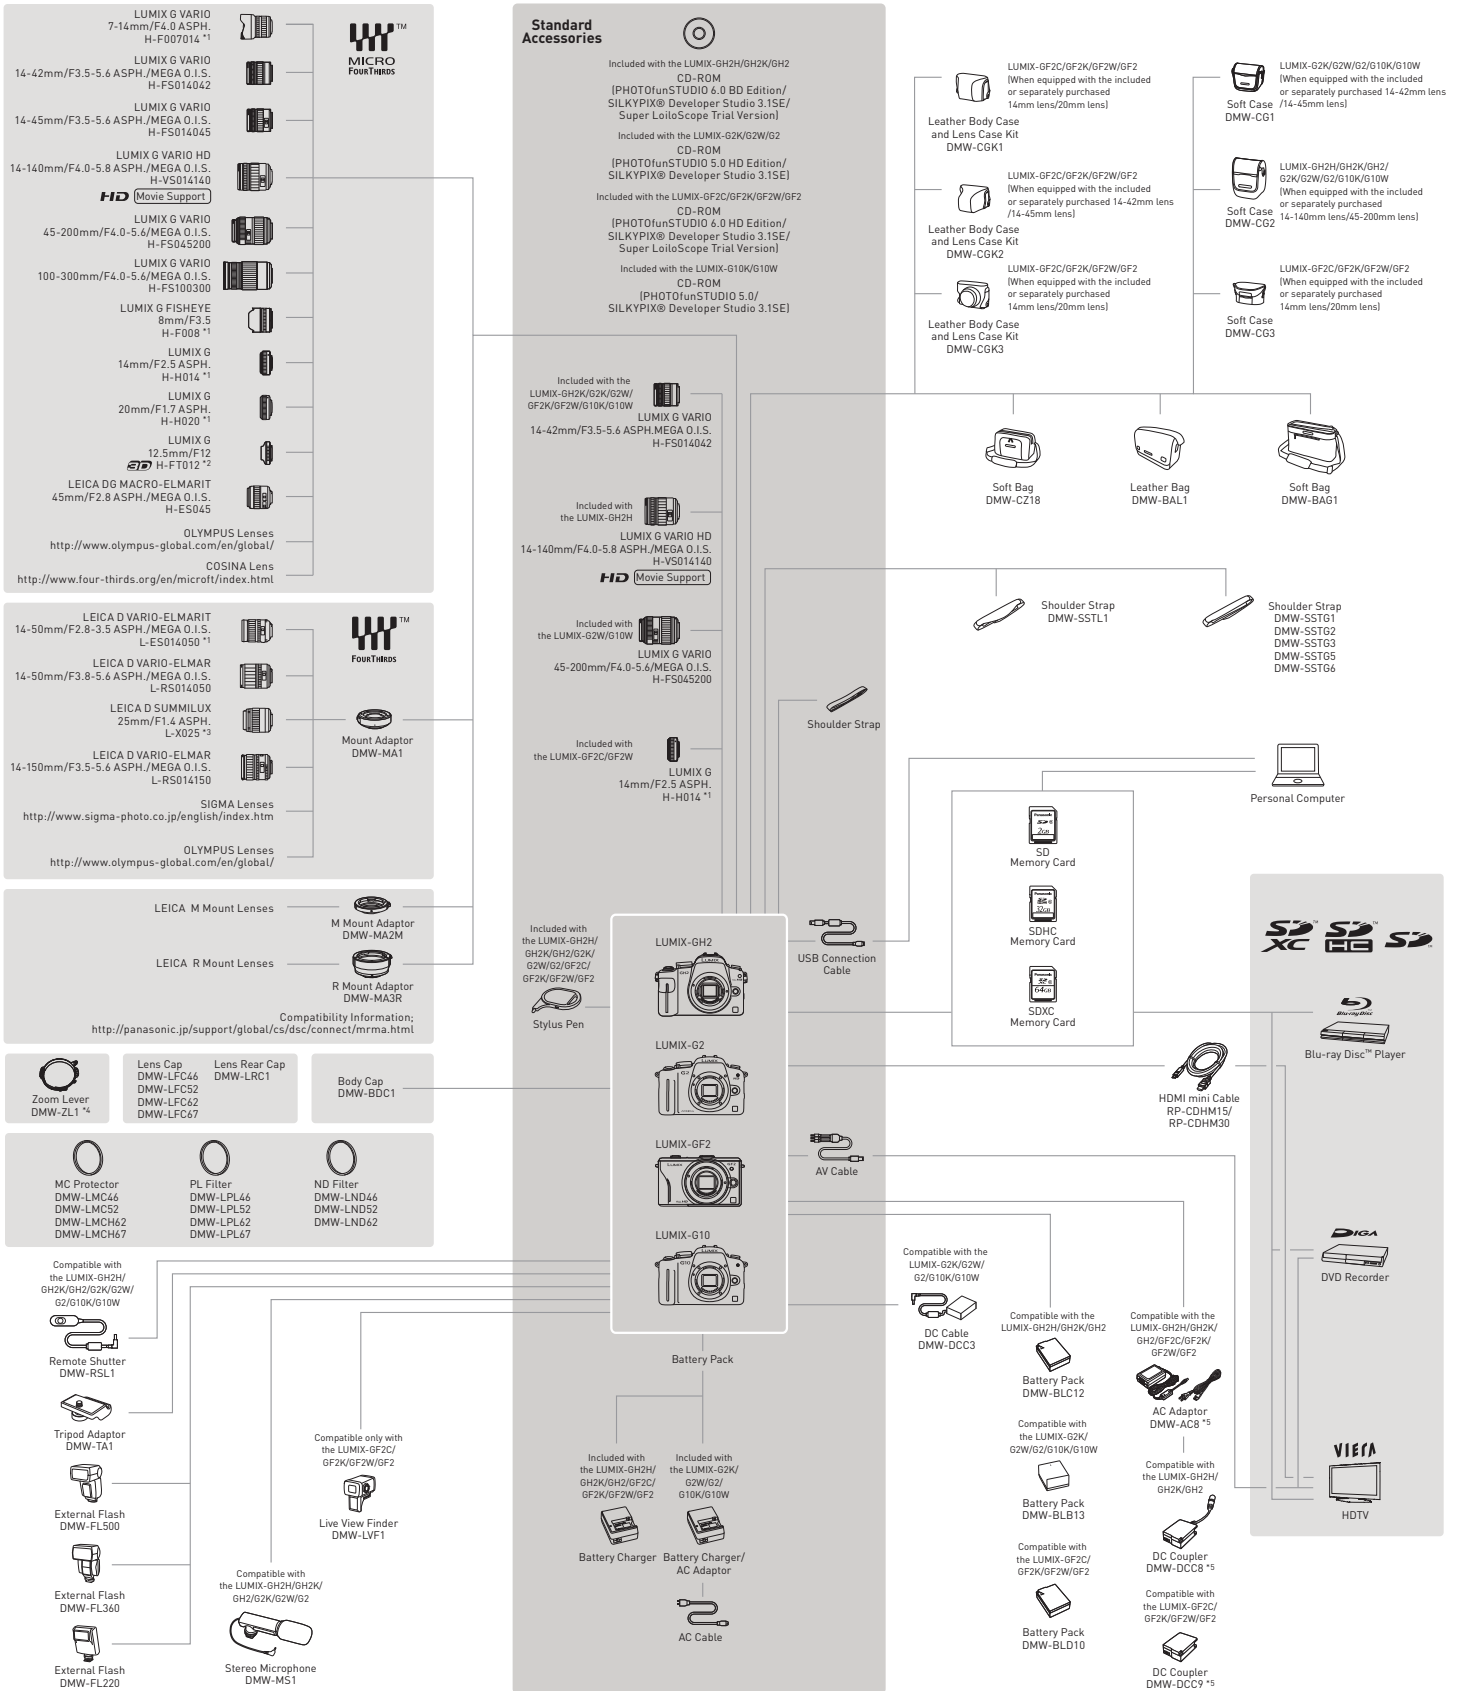 LUMIX G VARIO
7-14mm/F4.0 ASPH.
H-F007014 *1
LUMIX G VARIO
14-42mm/F3.5-5.6 ASPH./MEGA O.I.S.
H-FS014042
LUMIX G VARIO
14-45mm/F3.5-5.6 ASPH./MEGA O.I.S.
H-FS014045
LUMIX G VARIO HD
14-140mm/F4.0-5.8 ASPH./MEGA O.I.S.
H-VS014140
HD Movie Support
LUMIX G VARIO
45-200mm/F4.0-5.6/MEGA O.I.S.
H-FS045200
LUMIX G VARIO
100-300mm/F4.0-5.6/MEGA O.I.S.
H-FS100300
LUMIX G FISHEYE
8mm/F3.5
H-F008 *1
LUMIX G
14mm/F2.5 ASPH.
H-H014 *1
LUMIX G
20mm/F1.7 ASPH.
H-H020 *1
LUMIX G
12.5mm/F12
3D H-FT012 *2
LEICA DG MACRO-ELMARIT
45mm/F2.8 ASPH./MEGA O.I.S.
H-ES045
OLYMPUS Lenses
http://www.olympus-global.com/en/global/
COSINA Lens
http://www.four-thirds.org/en/microft/index.html
TM
MICRO
FOURTHIRDS
LEICA D VARIO-ELMARIT
14-50mm/F2.8-3.5 ASPH./MEGA O.I.S.
L-ES014050 *1
LEICA D VARIO-ELMAR
14-50mm/F3.8-5.6 ASPH./MEGA O.I.S.
L-RS014050
LEICA D SUMMILUX
25mm/F1.4 ASPH.
L-X025 *3
LEICA D VARIO-ELMAR
14-150mm/F3.5-5.6 ASPH./MEGA O.I.S.
L-RS014150
SIGMA Lenses
http://www.sigma-photo.co.jp/english/index.htm
OLYMPUS Lenses
http://www.olympus-global.com/en/global/
TM
FOURTHIRDS
Mount Adaptor
DMW-MA1
LEICA M Mount Lenses
M Mount Adaptor
DMW-MA2M
LEICA R Mount Lenses
R Mount Adaptor
DMW-MA3R
Compatibility Information;
http://panasonic.jp/support/global/cs/dsc/connect/mrma.html
Zoom Lever
DMW-ZL1 *4
Lens Cap
DMW-LFC46
DMW-LFC52
DMW-LFC62
DMW-LFC67
Lens Rear Cap
DMW-LRC1
Body Cap
DMW-BDC1
MC Protector
DMW-LMC46
DMW-LMC52
DMW-LMCH62
DMW-LMCH67
PL Filter
DMW-LPL46
DMW-LPL52
DMW-LPL62
DMW-LPL67
ND Filter
DMW-LND46
DMW-LND52
DMW-LND62
Compatible with
the LUMIX-GH2H/
GH2K/GH2/G2K/G2W/
G2/G10K/G10W
Remote Shutter
DMW-RSL1
Tripod Adaptor
DMW-TA1
External Flash
DMW-FL500
External Flash
DMW-FL360
External Flash
DMW-FL220
Compatible with
the LUMIX-GH2H/GH2K/
GH2/G2K/G2W/G2
Stereo Microphone
DMW-MS1
Compatible only with
the LUMIX-GF2C/
GF2K/GF2W/GF2
Live View Finder
DMW-LVF1
Standard
Accessories
Included with the LUMIX-GH2H/GH2K/GH2
CD-ROM
(PHOTOfunSTUDIO 6.0 BD Edition/
SILKYPIX® Developer Studio 3.1SE/
Super LoiloScope Trial Version)
Included with the LUMIX-G2K/G2W/G2
CD-ROM
(PHOTOfunSTUDIO 5.0 HD Edition/
SILKYPIX® Developer Studio 3.1SE)
Included with the LUMIX-GF2C/GF2K/GF2W/GF2
CD-ROM
(PHOTOfunSTUDIO 6.0 HD Edition/
SILKYPIX® Developer Studio 3.1SE/
Super LoiloScope Trial Version)
Included with the LUMIX-G10K/G10W
CD-ROM
(PHOTOfunSTUDIO 5.0/
SILKYPIX® Developer Studio 3.1SE)
Included with the
LUMIX-GH2K/G2K/G2W/
GF2K/GF2W/G10K/G10W
LUMIX G VARIO
14-42mm/F3.5-5.6 ASPH.MEGA O.I.S.
H-FS014042
Included with
the LUMIX-GH2H
LUMIX G VARIO HD
14-140mm/F4.0-5.8 ASPH./MEGA O.I.S.
H-VS014140
HD Movie Support
Included with
the LUMIX-G2W/G10W
LUMIX G VARIO
45-200mm/F4.0-5.6/MEGA O.I.S.
H-FS045200
Included with
the LUMIX-GF2C/GF2W
LUMIX G
14mm/F2.5 ASPH.
H-H014 *1
Shoulder Strap
Included with
the LUMIX-GH2H/
GH2K/GH2/G2K/
G2W/G2/GF2C/
GF2K/GF2W/GF2
Stylus Pen
LUMIX-GH2
LUMIX-G2
LUMIX-GF2
LUMIX-G10
USB Connection
Cable
AV Cable
Battery Pack
Included with
the LUMIX-GH2H/
GH2K/GH2/GF2C/
GF2K/GF2W/GF2
Battery Charger
Included with
the LUMIX-G2K/
G2W/G2/
G10K/G10W
Battery Charger/
AC Adaptor
AC Cable
Leather Body Case
and Lens Case Kit
DMW-CGK1
LUMIX-GF2C/GF2K/GF2W/GF2
(When equipped with the included
or separately purchased
14mm lens/20mm lens)
Leather Body Case
and Lens Case Kit
DMW-CGK2
LUMIX-GF2C/GF2K/GF2W/GF2
(When equipped with the included
or separately purchased 14-42mm lens
/14-45mm lens)
Leather Body Case
and Lens Case Kit
DMW-CGK3
LUMIX-GF2C/GF2K/GF2W/GF2
(When equipped with the included
or separately purchased
14mm lens/20mm lens)
Soft Case
DMW-CG1
LUMIX-G2K/G2W/G2/G10K/G10W
(When equipped with the included
or separately purchased 14-42mm lens
/14-45mm lens)
Soft Case
DMW-CG2
LUMIX-GH2H/GH2K/GH2/
G2K/G2W/G2/G10K/G10W
(When equipped with the included
or separately purchased
14-140mm lens/45-200mm lens)
Soft Case
DMW-CG3
LUMIX-GF2C/GF2K/GF2W/GF2
(When equipped with the included
or separately purchased
14mm lens/20mm lens)
Soft Bag
DMW-CZ18
Leather Bag
DMW-BAL1
Soft Bag
DMW-BAG1
Shoulder Strap
DMW-SSTL1
Shoulder Strap
DMW-SSTG1
DMW-SSTG2
DMW-SSTG3
DMW-SSTG5
DMW-SSTG6
Personal Computer
Panasonic
SD
2GB
SD
Memory Card
Panasonic
32GB
SDHC
Memory Card
Panasonic
64GB
SDXC
Memory Card
SD XC TM
SD HC TM
SD TM
Blu-ray Disc
Blu-ray Disc™ Player
HDMI mini Cable
RP-CDHM15/
RP-CDHM30
DIGA
DVD Recorder
VIERA
HDTV
Compatible with the
LUMIX-G2K/G2W/
G2/G10K/G10W
DC Cable
DMW-DCC3
Compatible with the
LUMIX-GH2H/GH2K/GH2
Battery Pack
DMW-BLC12
Compatible with
the LUMIX-G2K/
G2W/G2/G10K/G10W
Battery Pack
DMW-BLB13
Compatible with
the LUMIX-GF2C/
GF2K/GF2W/GF2
Battery Pack
DMW-BLD10
Compatible with the
LUMIX-GH2H/GH2K/
GH2/GF2C/GF2K/
GF2W/GF2
AC Adaptor
DMW-AC8 *5
Compatible with
the LUMIX-GH2H/
GH2K/GH2
DC Coupler
DMW-DCC8 *5
Compatible with
the LUMIX-GF2C/
GF2K/GF2W/GF2
DC Coupler
DMW-DCC9 *5